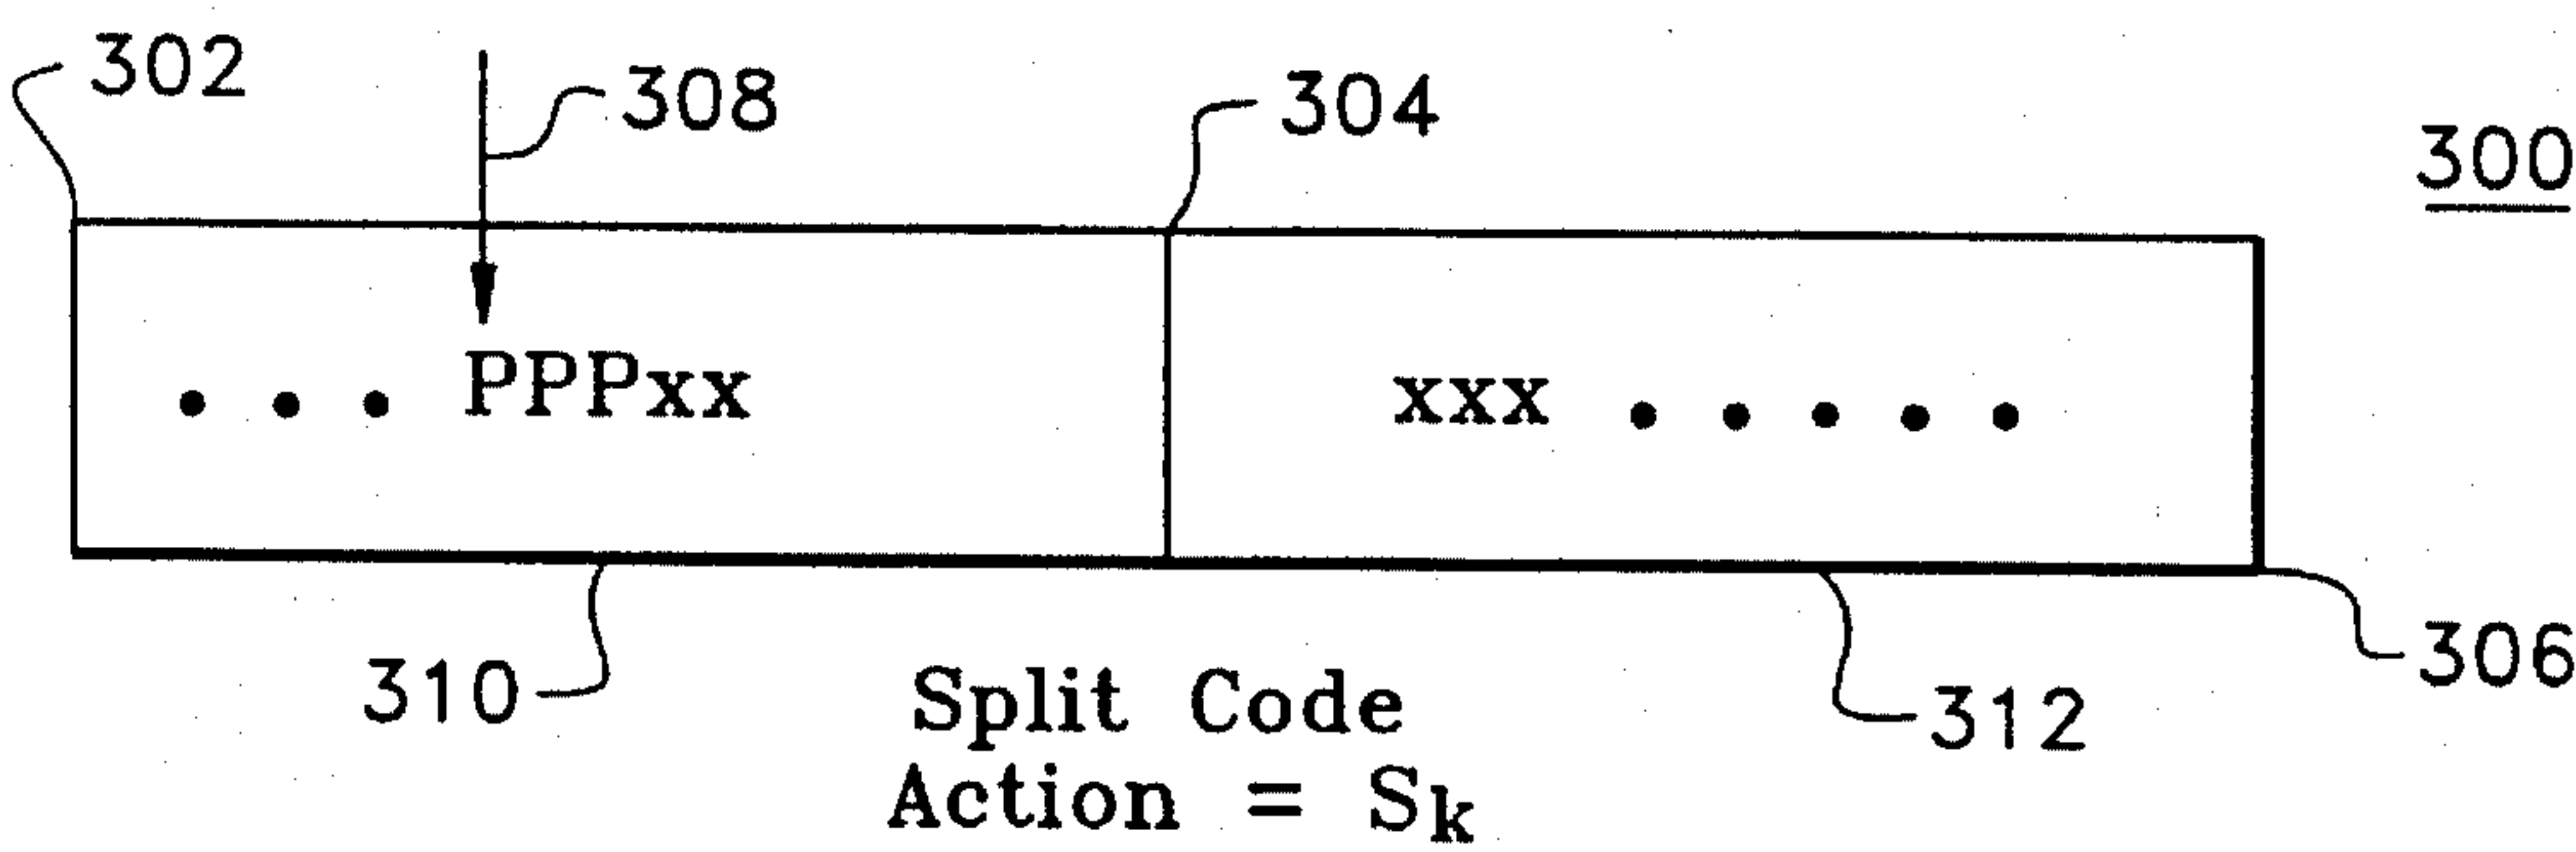 302
308
304
300
• • • PPPxx
xxx • • • • •
310
306
312
Split Code
Action = Sk